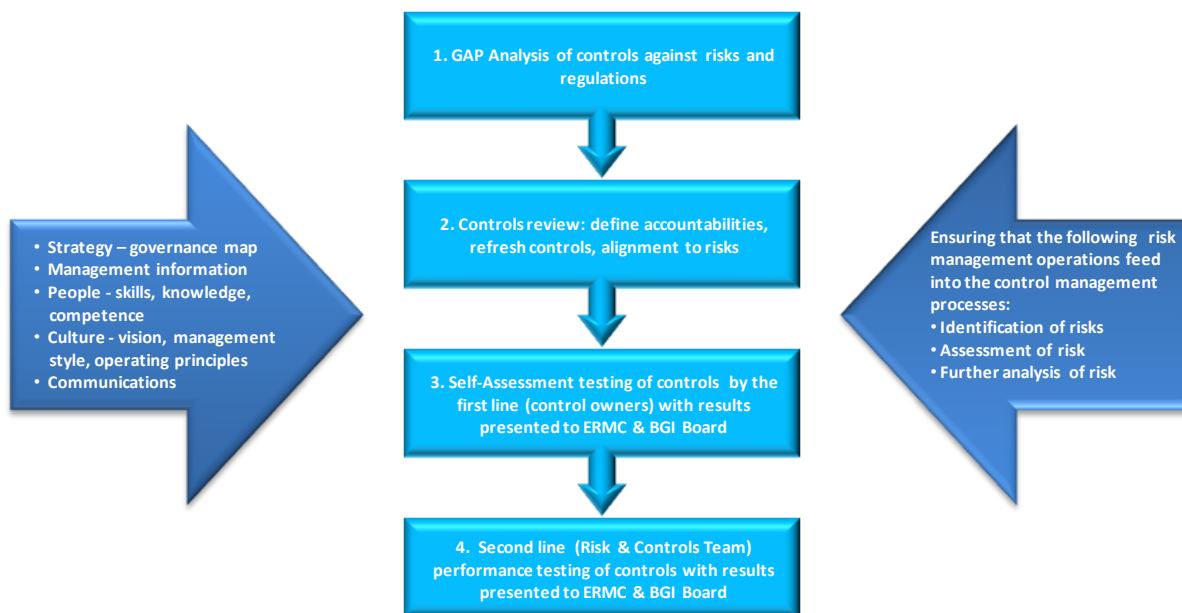 1. GAP Analysis of controls against risks and
regulations
2. Controls review: define accountabilities,
refresh controls, alignment to risks
3. Self-Assessment testing of controls by the
first line (control owners) with results
presented to ERMC & BGI Board
4. Second line (Risk & Controls Team)
performance testing of controls with results
presented to ERMC & BGI Board
• Strategy – governance map
• Management information
• People - skills, knowledge,
competence
• Culture - vision, management
style, operating principles
• Communications
Ensuring that the following risk
management operations feed
into the control management
processes:
• Identification of risks
• Assessment of risk
• Further analysis of risk